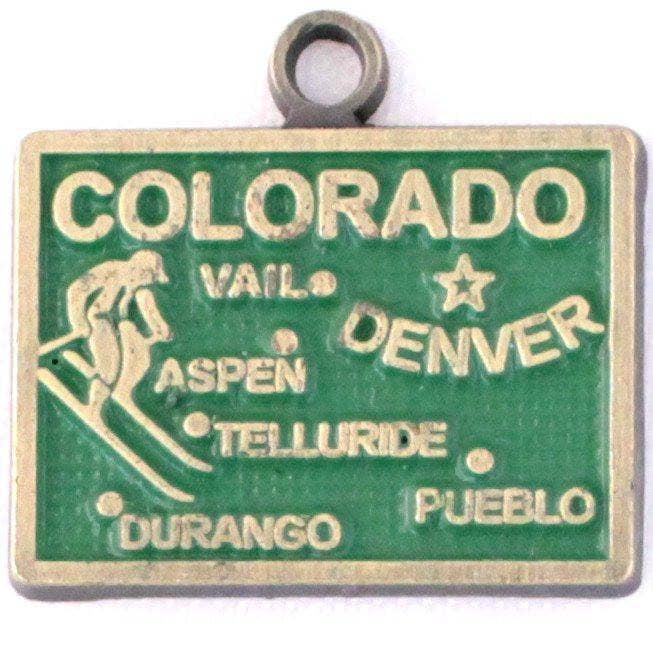 COLORADO
VAIL
DENVER
ASPEN
TELLURIDE
PUEBLO
DURANGO